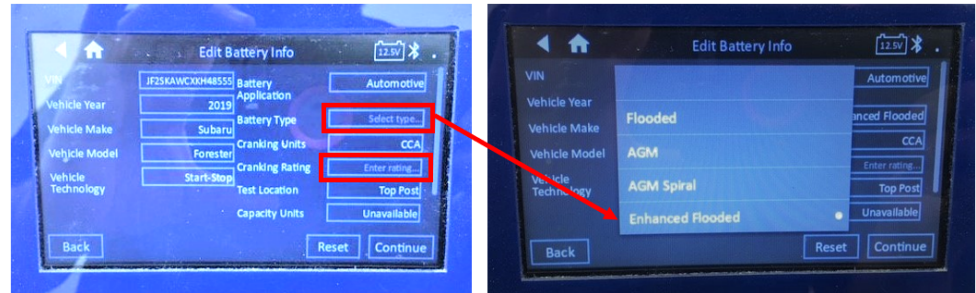 Edit Battery Info
12.5V
VIN
JF2SKAWCXKH48555
Vehicle Year
2019
Vehicle Make
Subaru
Vehicle Model
Forester
Vehicle Technology
Start-Stop
Battery Application
Automotive
Battery Type
Select type...
Cranking Units
CCA
Cranking Rating
Enter rating...
Test Location
Top Post
Capacity Units
Unavailable
Back
Reset
Continue
Edit Battery Info
12.5V
VIN
Automotive
Vehicle Year
Vehicle Make
anced Flooded
Vehicle Model
CCA
Vehicle Technology
Enter rating...
Top Post
Unavailable
Flooded
AGM
AGM Spiral
Enhanced Flooded
Back
Reset
Continue